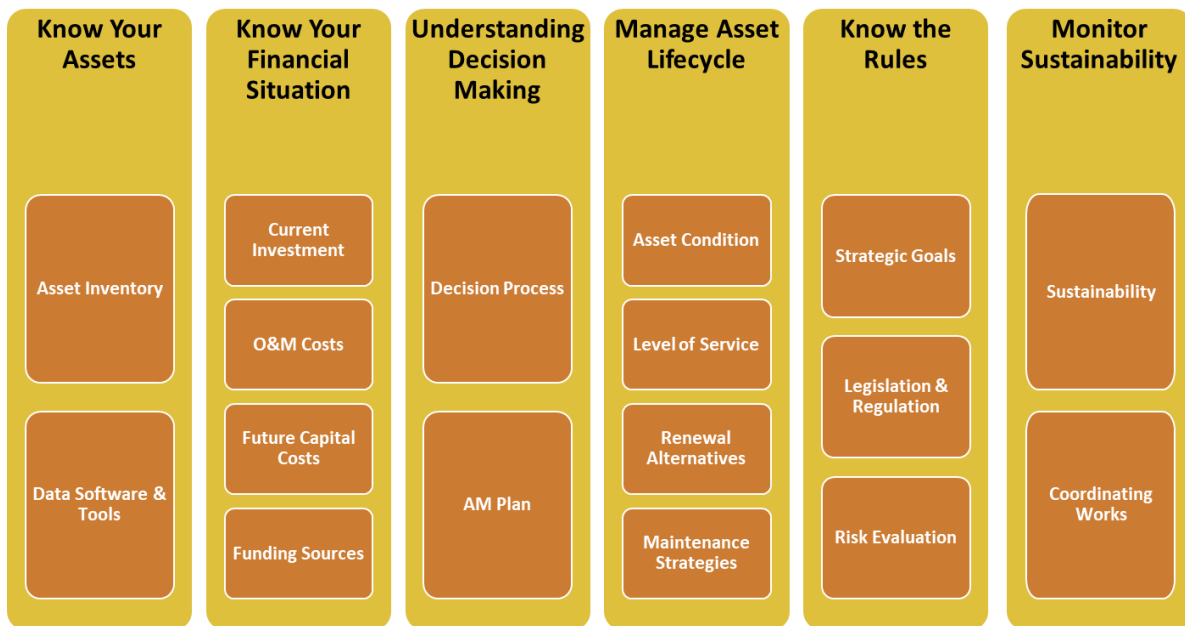 Know Your
Assets
Asset Inventory
Data Software &
Tools
Know Your
Financial
Situation
Current
Investment
O&M Costs
Future Capital
Costs
Funding Sources
Understanding
Decision
Making
Decision Process
AM Plan
Manage Asset
Lifecycle
Asset Condition
Level of Service
Renewal
Alternatives
Maintenance
Strategies
Know the
Rules
Strategic Goals
Legislation &
Regulation
Risk Evaluation
Monitor
Sustainability
Sustainability
Coordinating
Works